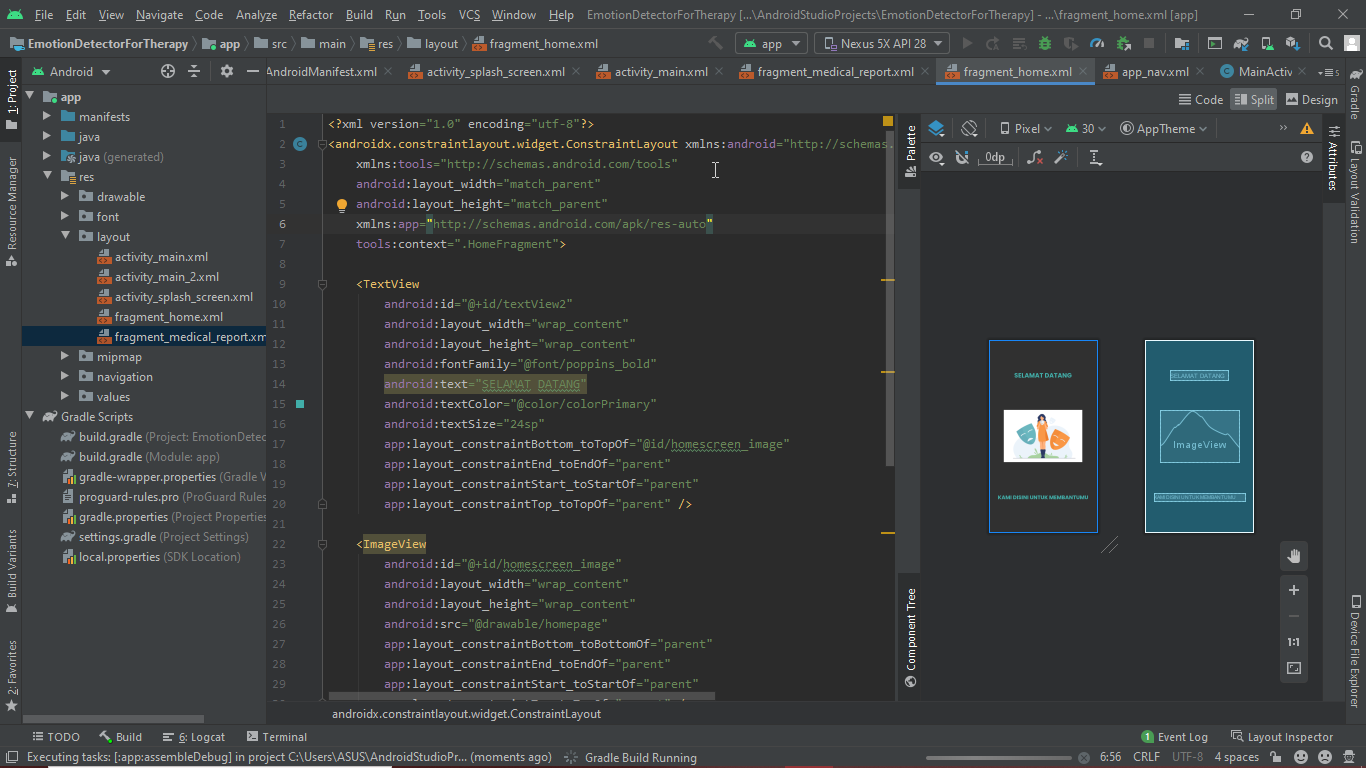 File Edit View Navigate Code Analyze Refactor Build Run Tools VCS Window Help EmotionDetectorForTherapy [...\AndroidStudioProjects\EmotionDetectorForTherapy] - ...\fragment_home.xml [app]
EmotionDetectorForTherapy app src main res layout fragment_home.xml app Nexus 5X API 28
Android AndroidManifest.xml activity_splash_screen.xml activity_main.xml fragment_medical_report.xml fragment_home.xml app_nav.xml MainActiv
Code Split Design
1: Project
Resource Manager
7: Structure
Build Variants
2: Favorites
app
manifests
java
java (generated)
res
drawable
font
layout
activity_main.xml
activity_main_2.xml
activity_splash_screen.xml
fragment_home.xml
fragment_medical_report.xm
mipmap
navigation
values
Gradle Scripts
build.gradle (Project: EmotionDetec
build.gradle (Module: app)
gradle-wrapper.properties (Gradle V
proguard-rules.pro (ProGuard Rules
gradle.properties (Project Properties
settings.gradle (Project Settings)
local.properties (SDK Location)
1 <?xml version="1.0" encoding="utf-8"?>
2 <androidx.constraintlayout.widget.ConstraintLayout xmlns:android="http://schemas.
3 xmlns:tools="http://schemas.android.com/tools"
4 android:layout_width="match_parent"
5 android:layout_height="match_parent"
6 xmlns:app="http://schemas.android.com/apk/res-auto"
7 tools:context=".HomeFragment">
8
9 <TextView
10 android:id="@+id/textView2"
11 android:layout_width="wrap_content"
12 android:layout_height="wrap_content"
13 android:fontFamily="@font/poppins_bold"
14 android:text="SELAMAT DATANG"
15 android:textColor="@color/colorPrimary"
16 android:textSize="24sp"
17 app:layout_constraintBottom_toTopOf="@id/homescreen_image"
18 app:layout_constraintEnd_toEndOf="parent"
19 app:layout_constraintStart_toStartOf="parent"
20 app:layout_constraintTop_toTopOf="parent" />
21
22 <ImageView
23 android:id="@+id/homescreen_image"
24 android:layout_width="wrap_content"
25 android:layout_height="wrap_content"
26 android:src="@drawable/homepage"
27 app:layout_constraintBottom_toBottomOf="parent"
28 app:layout_constraintEnd_toEndOf="parent"
29 app:layout_constraintStart_toStartOf="parent"
androidx.constraintlayout.widget.ConstraintLayout
Palette
Component Tree
Pixel 30 AppTheme
0dp
SELAMAT DATANG
KAMI DISINI UNTUK MEMBANTUMU
SELAMAT DATANG
ImageView
KAMI DISINI UNTUK MEMBANTUMU
1:1
Attributes
Gradle
Layout Validation
Device File Explorer
TODO Build 6: Logcat Terminal 1 Event Log Layout Inspector
Executing tasks: [:app:assembleDebug] in project C:\Users\ASUS\AndroidStudioPr... (moments ago) Gradle Build Running 6:56 CRLF UTF-8 4 spaces